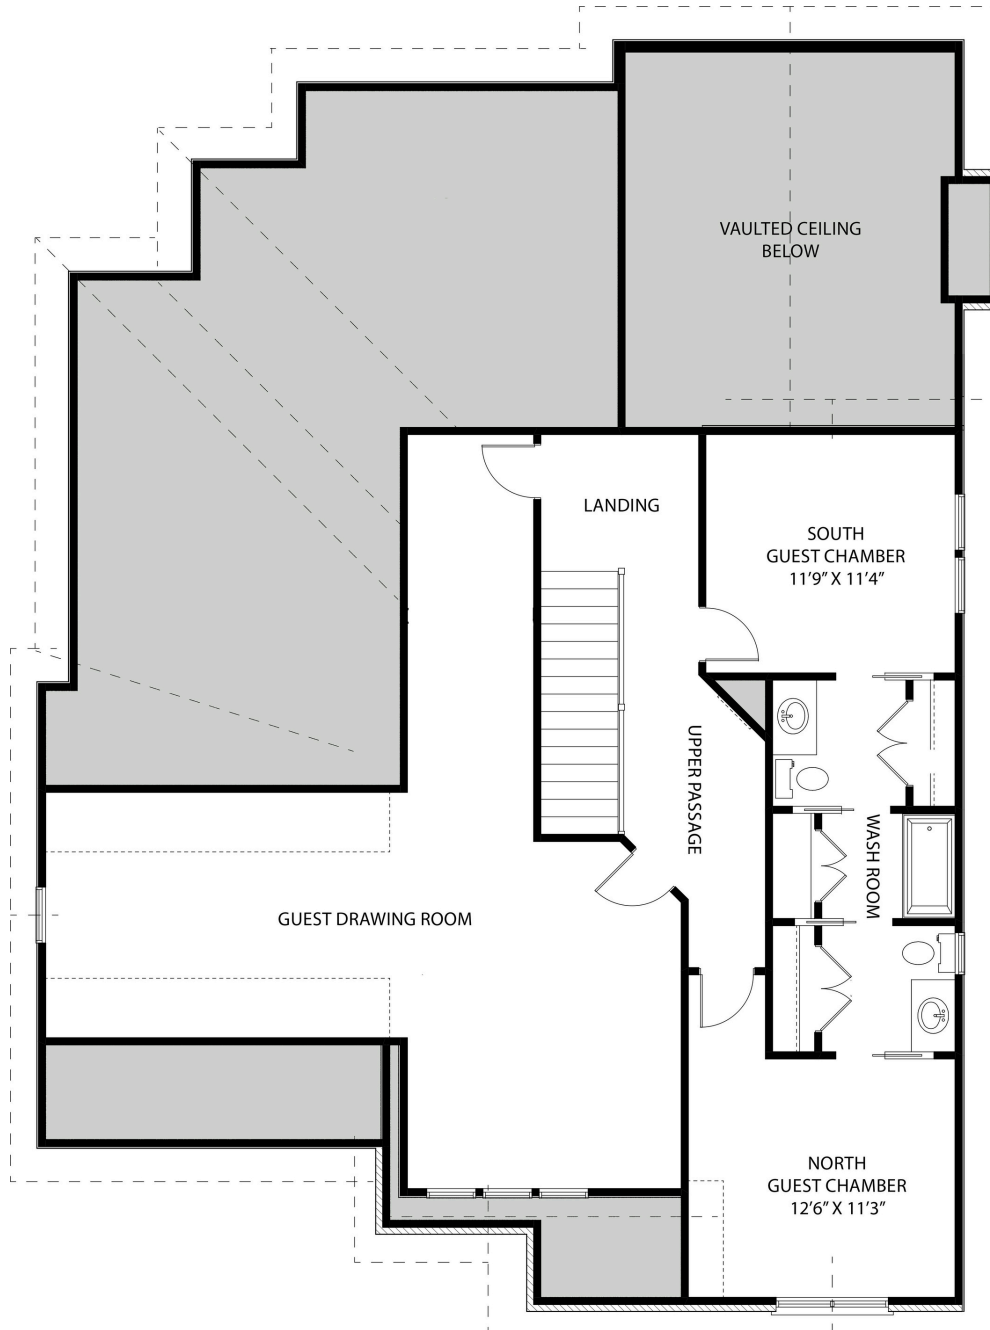 VAULTED CEILING
BELOW
LANDING
SOUTH
GUEST CHAMBER
11'9” X 11'4”
UPPER PASSAGE
WASH ROOM
GUEST DRAWING ROOM
NORTH
GUEST CHAMBER
12'6” X 11'3”